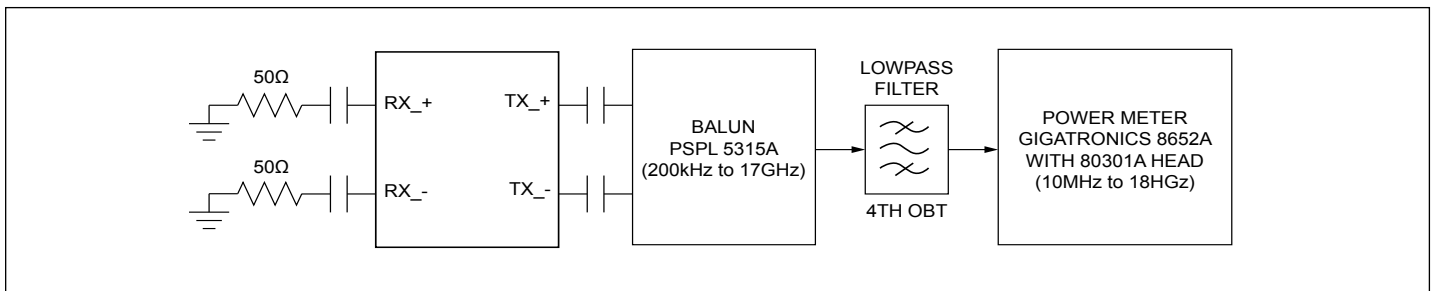 50Ω
RX_+
TX_+
50Ω
RX_-
TX_-
BALUN
PSPL 5315A
(200kHz to 17GHz)
LOWPASS
FILTER
4TH OBT
POWER METER
GIGATRONICS 8652A
WITH 80301A HEAD
(10MHz to 18HGz)